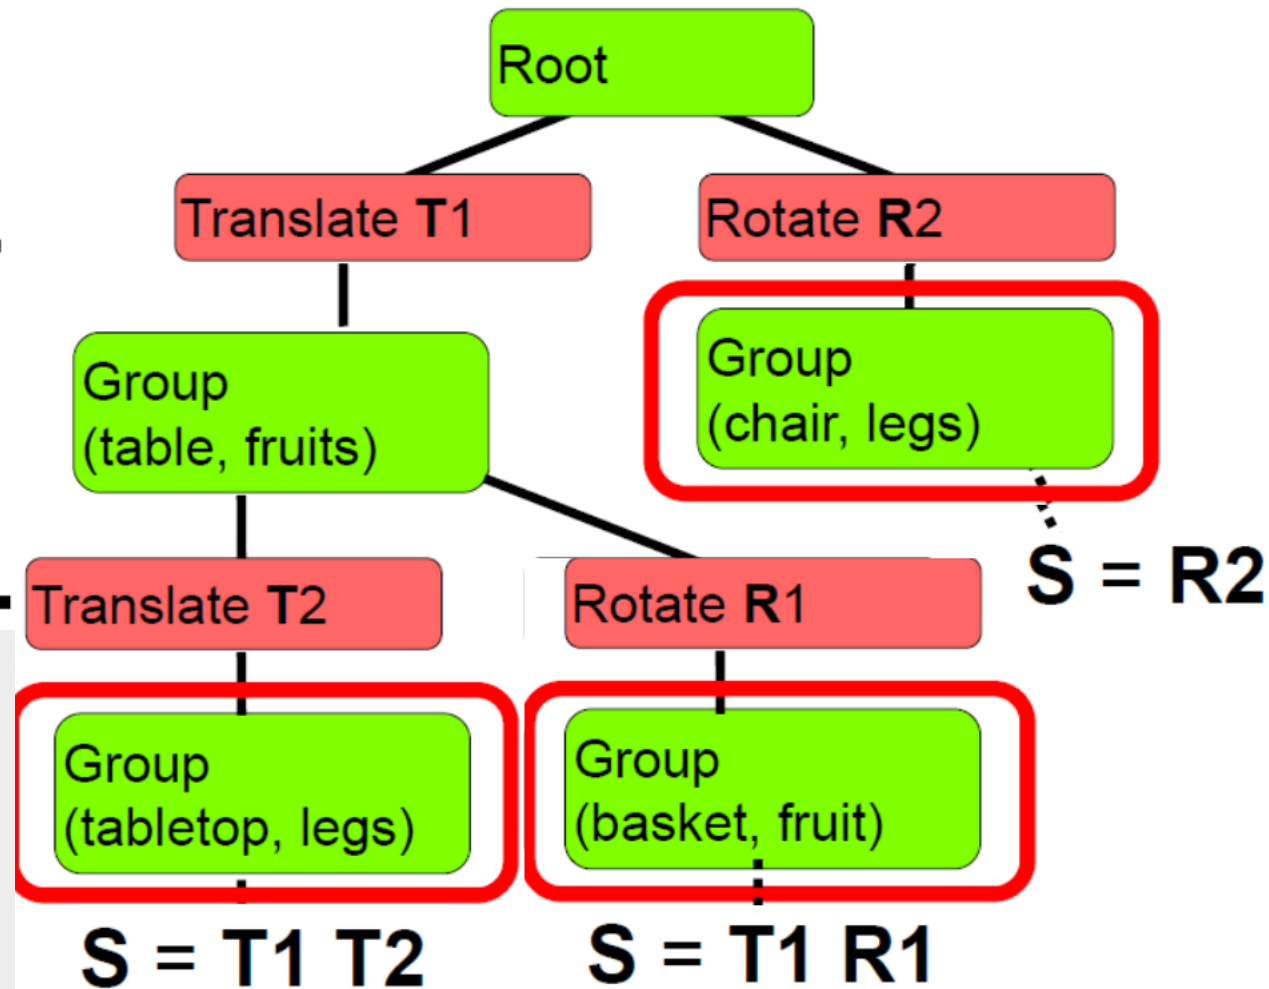 Root
Translate T1
Rotate R2
Group
(table, fruits)
Group
(chair, legs)
S = R2
Translate T2
Rotate R1
Group
(tabletop, legs)
Group
(basket, fruit)
S = T1 T2
S = T1 R1